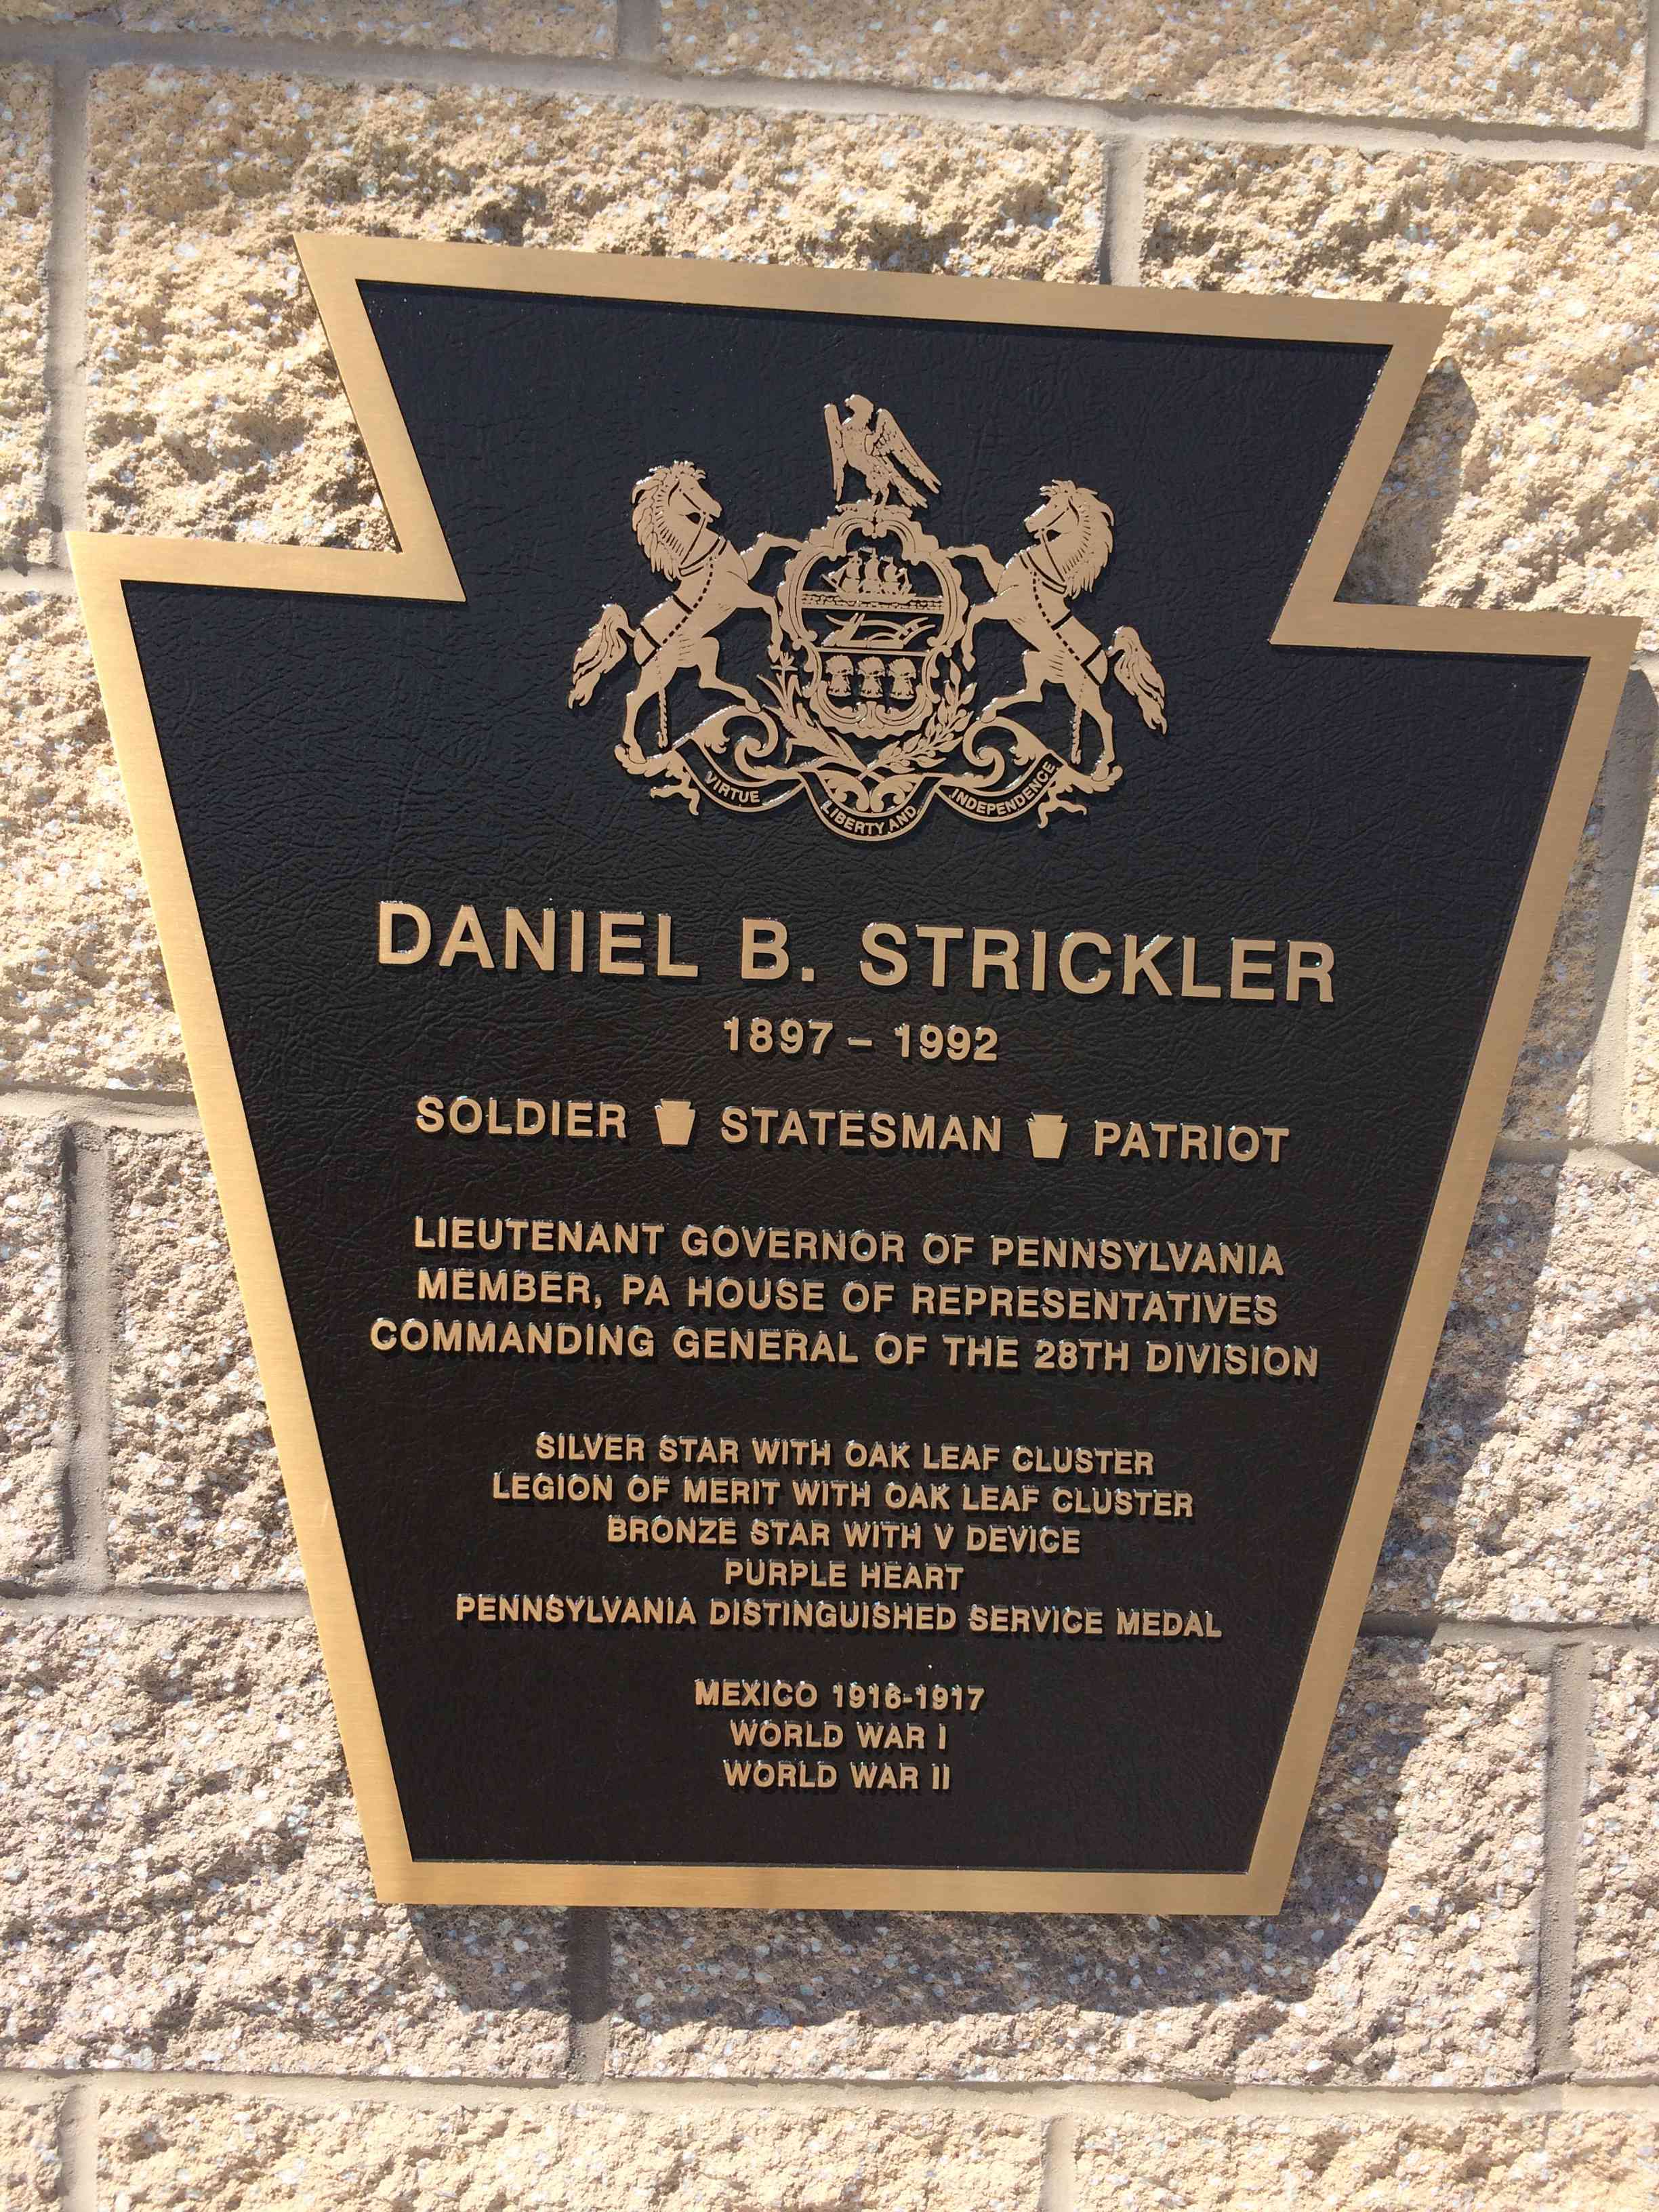 VIRTUE
LIBERTY AND
INDEPENDENCE
DANIEL B. STRICKLER
1897 – 1992
SOLDIER STATESMAN PATRIOT
LIEUTENANT GOVERNOR OF PENNSYLVANIA
MEMBER, PA HOUSE OF REPRESENTATIVES
COMMANDING GENERAL OF THE 28TH DIVISION
SILVER STAR WITH OAK LEAF CLUSTER
LEGION OF MERIT WITH OAK LEAF CLUSTER
BRONZE STAR WITH V DEVICE
PURPLE HEART
PENNSYLVANIA DISTINGUISHED SERVICE MEDAL
MEXICO 1916-1917
WORLD WAR I
WORLD WAR II